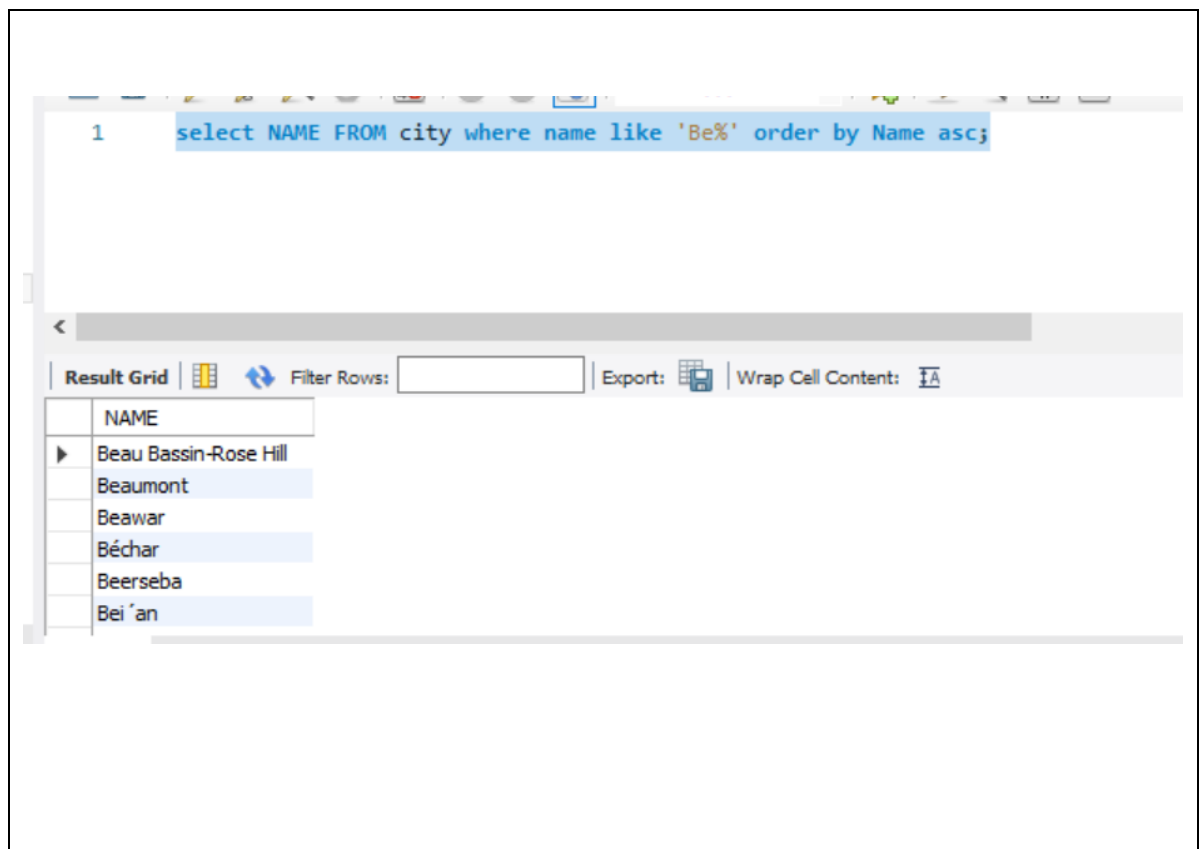 1 select NAME FROM city where name like 'Be%' order by Name asc;
Result Grid Filter Rows: Export: Wrap Cell Content: IA
NAME
Beau Bassin-Rose Hill
Beaumont
Beawar
Béchar
Beerseba
Bei´an